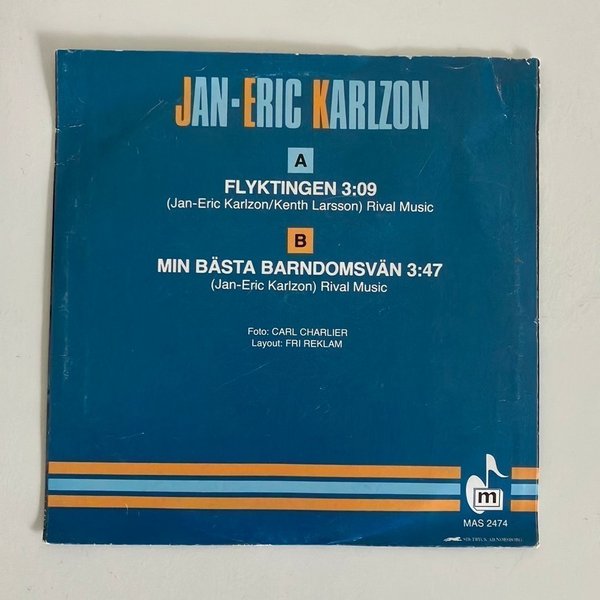 JAN-ERIC KARLZON
A
FLYKTINGEN 3:09
(Jan-Eric Karlzon/Kenth Larsson) Rival Music
B
MIN BÄSTA BARNDOMSVÄN 3:47
(Jan-Eric Karlzon) Rival Music
Foto: CARL CHARLIER
Layout: FRI REKLAM
m
MAS 2474